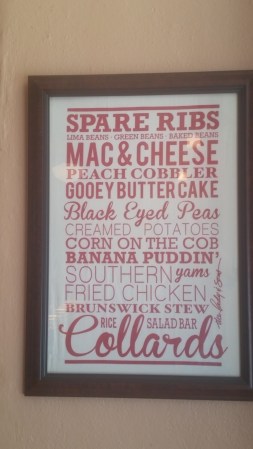 SPARE RIBS
LIMA BEANS · GREEN BEANS · BAKED BEANS
MAC & CHEESE
PEACH COBBLER
GOOEY BUTTER CAKE
Black Eyed Peas
CREAMED POTATOES
CORN ON THE COB
BANANA PUDDIN'
SOUTHERN yams
FRIED CHICKEN
BRUNSWICK STEW
RICE SALAD BAR
Collards